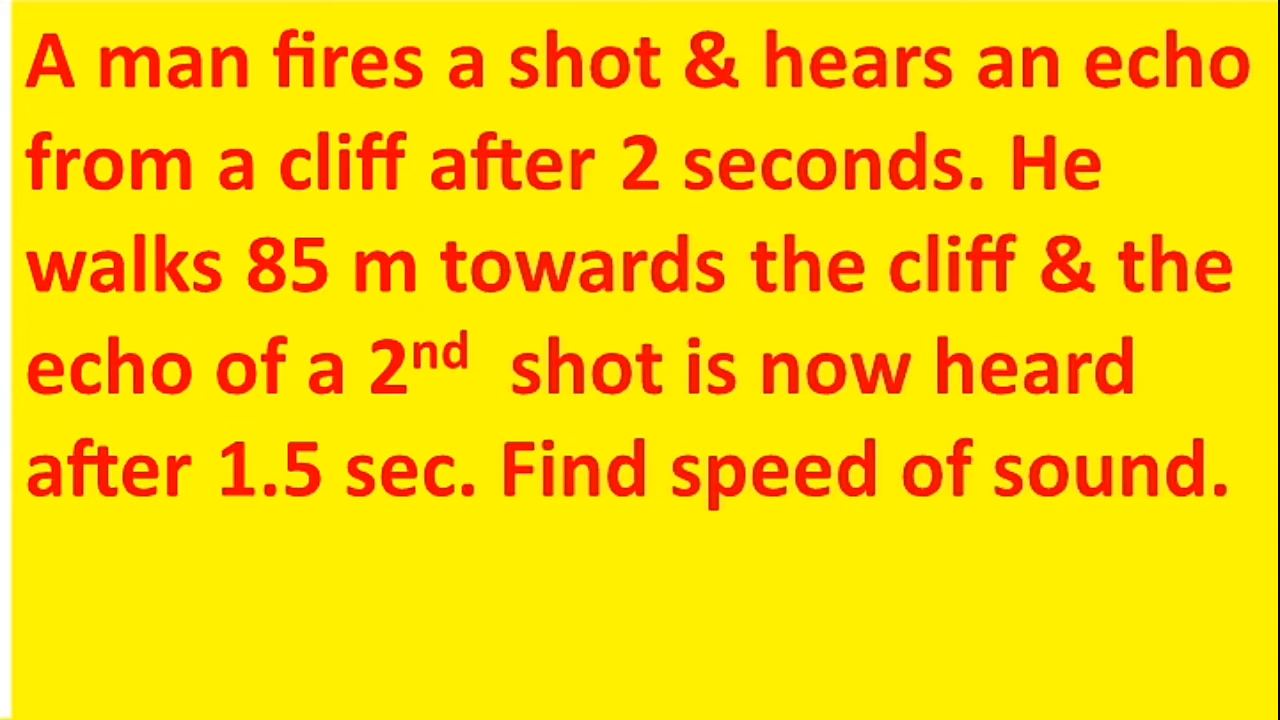 A man fires a shot & hears an echo
from a cliff after 2 seconds. He
walks 85 m towards the cliff & the
echo of a 2nd shot is now heard
after 1.5 sec. Find speed of sound.